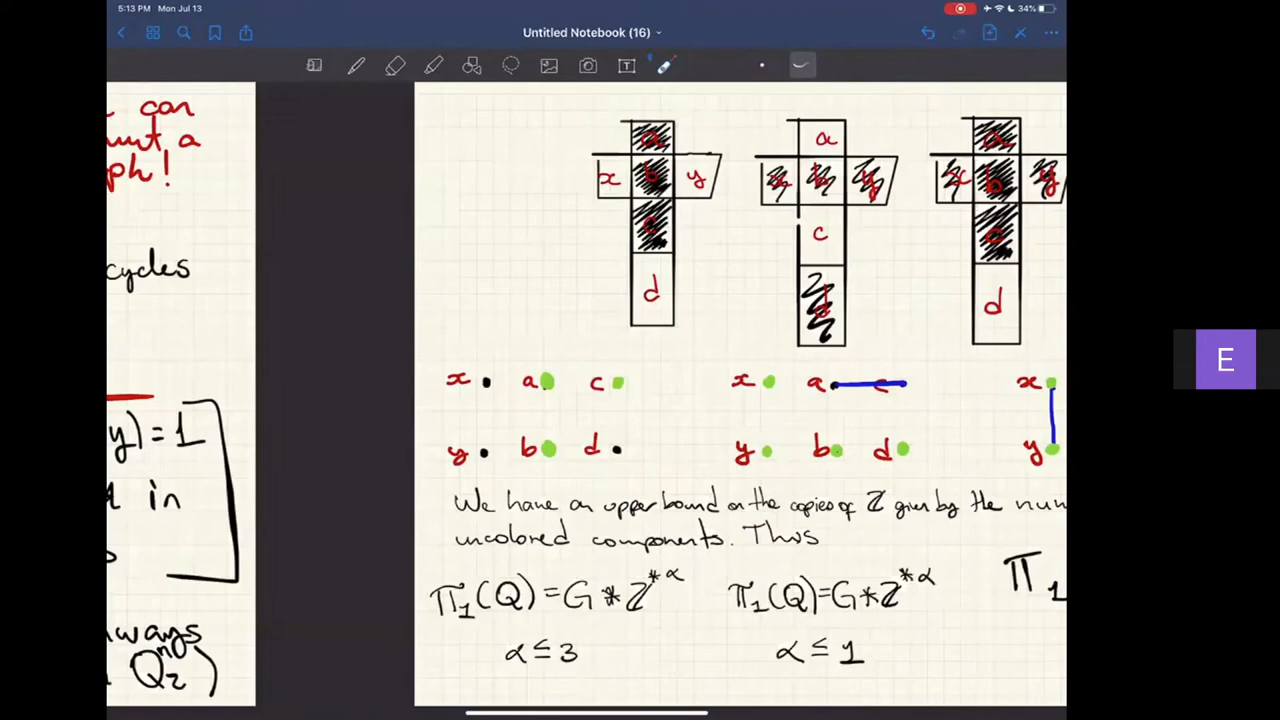 5:13 PM Mon Jul 13
34%
Untitled Notebook (16)
T
can
a
ph!
cycles
y) = 1
in
ways
Q₂ⁿ)
a
x b y
c
d
a
x b y
c
d
a
x b y
c
d
x a c
y b d
x a c
y b d
x
y
We have an upper bound on the copies of ℤ given by the num
uncolored components. Thus
π₁(Q) = G * ℤ^{*α}
α ≤ 3
π₁(Q) = G * ℤ^{*α}
α ≤ 1
π₁
E